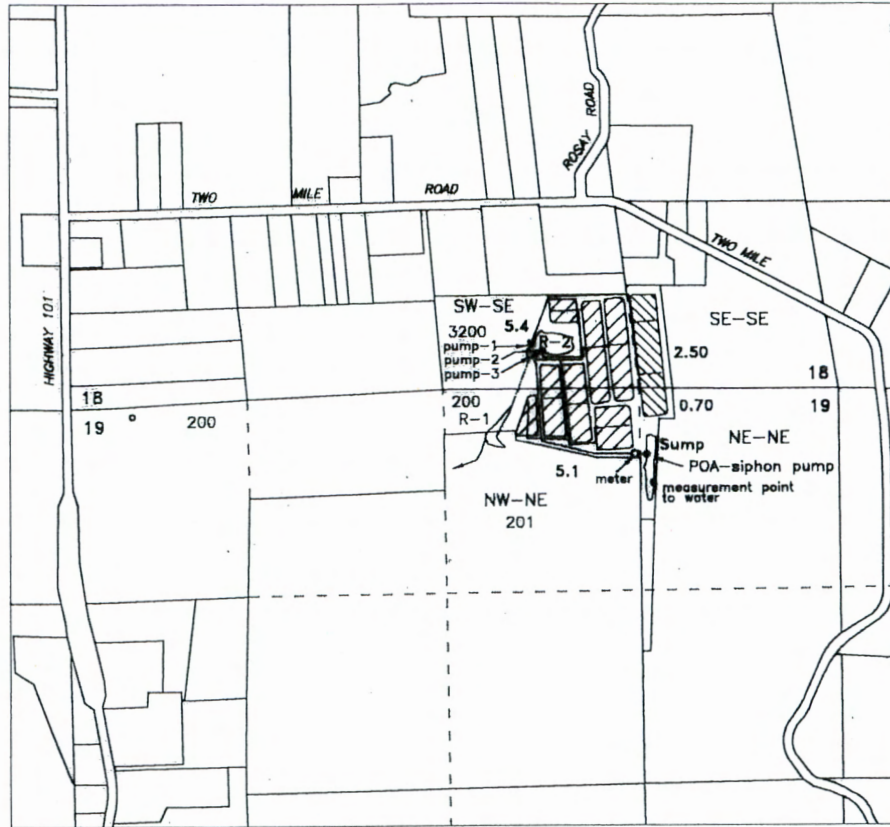 ROSAY ROAD
TWO MILE ROAD
TWO MILE
HIGHWAY 101
SW-SE
5.4
3200
pump-1
pump-2
pump-3
R-2
SE-SE
2.50
18
19
0.70
18
19
200
200
R-1
NE-NE
Sump
POA-siphon pump
meter
measurement point
to water
5.1
NW-NE
201